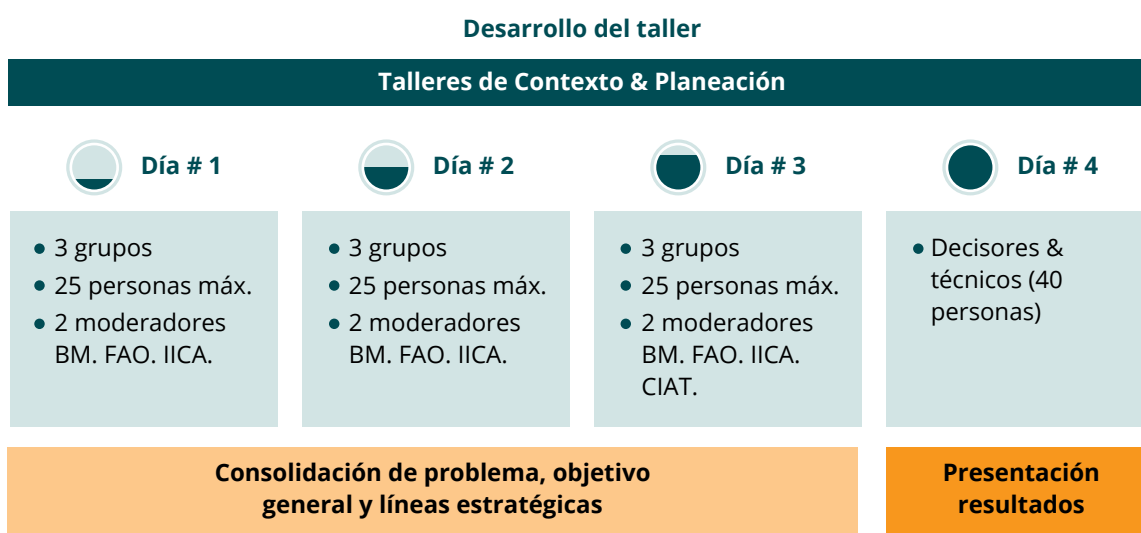 Desarrollo del taller
Talleres de Contexto & Planeación
Día # 1
• 3 grupos
• 25 personas máx.
• 2 moderadores
BM. FAO. IICA.
Día # 2
• 3 grupos
• 25 personas máx.
• 2 moderadores
BM. FAO. IICA.
Día # 3
• 3 grupos
• 25 personas máx.
• 2 moderadores
BM. FAO. IICA.
CIAT.
Día # 4
• Decisores &
técnicos (40
personas)
Consolidación de problema, objetivo
general y líneas estratégicas
Presentación
resultados